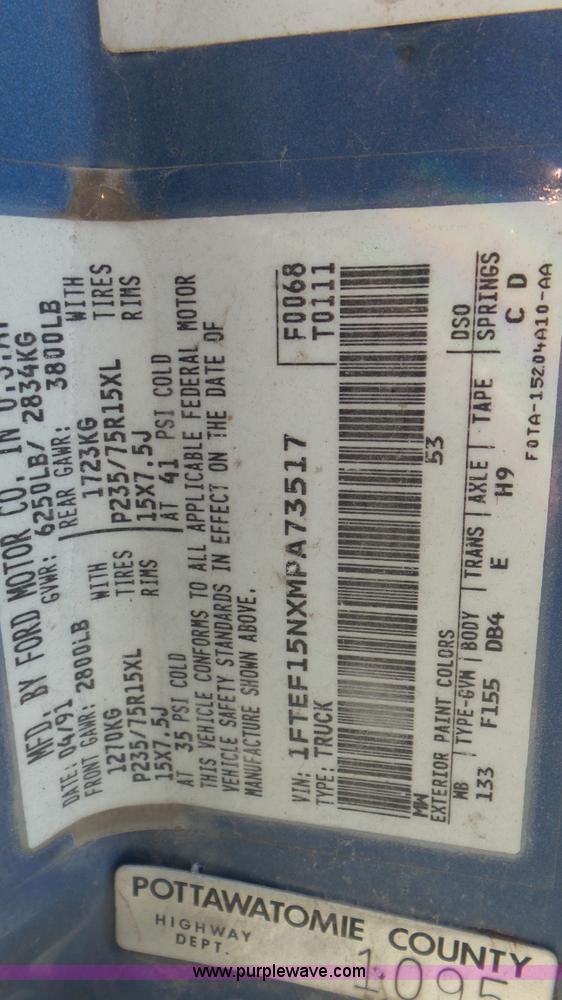 MFD. BY FORD MOTOR CO. IN U.S.A.
DATE: 04/91 GVWR: 6250LB/ 2834KG
FRONT GAWR: 2800LB REAR GAWR: 3800LB
1270KG WITH 1723KG WITH
P235/75R15XL TIRES P235/75R15XL TIRES
15X7.5J RIMS 15X7.5J RIMS
AT 35 PSI COLD AT 41 PSI COLD
THIS VEHICLE CONFORMS TO ALL APPLICABLE FEDERAL MOTOR
VEHICLE SAFETY STANDARDS IN EFFECT ON THE DATE OF
MANUFACTURE SHOWN ABOVE.
VIN: 1FTEF15NXMPA73517 F0068
TYPE: TRUCK T0111
MW 53
EXTERIOR PAINT COLORS DSO
WB TYPE-GVW BODY TRANS AXLE TAPE SPRINGS
133 F155 DB4 E H9 C D
F0TA-15204A10-AA
POTTAWATOMIE COUNTY
HIGHWAY
DEPT.
www.purplewave.com